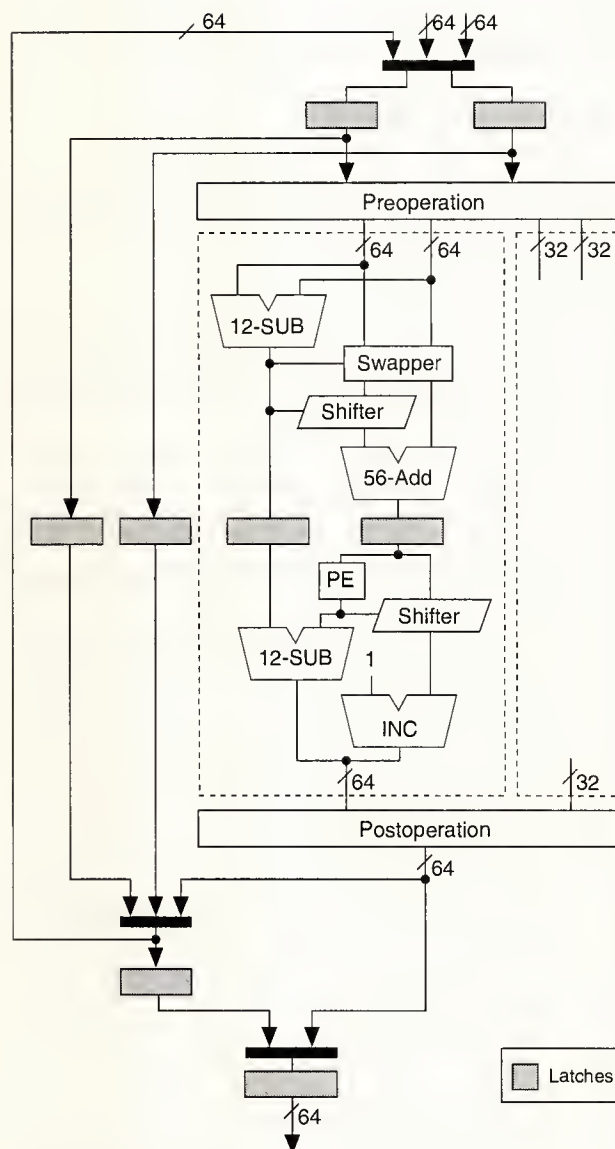 64
64
64
Preoperation
64
64
32
32
12-SUB
Swapper
Shifter
56-Add
PE
Shifter
12-SUB
1
INC
64
32
Postoperation
64
Latches
64